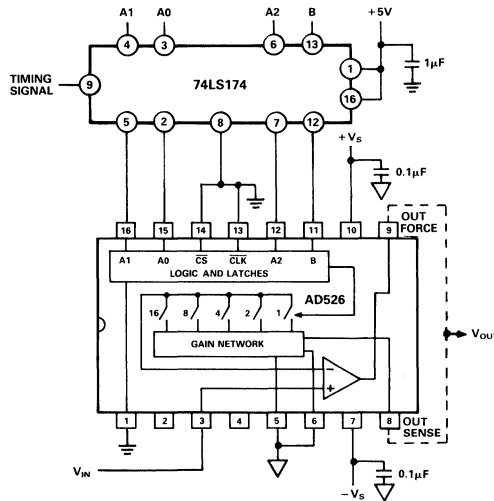 A1 A0 A2 B +5V
4 3 6 13
1
1μF
TIMING
SIGNAL
9
74LS174
16
5 2 8 7 12
+VS
0.1μF
16 15 14 13 12 11 10 9
OUT
FORCE
A1 A0 CS CLK A2 B
LOGIC AND LATCHES
AD526
16 8 4 2 1
GAIN NETWORK
−
+
VOUT
1 2 3 4 5 6 7 8
OUT
SENSE
VIN
0.1μF
−VS